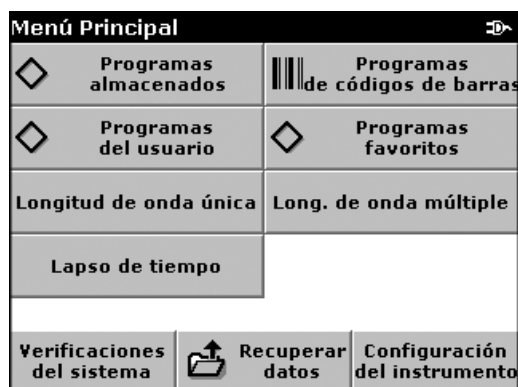 Menú Principal
Programas
almacenados
Programas
de códigos de barras
Programas
del usuario
Programas
favoritos
Longitud de onda única
Long. de onda múltiple
Lapso de tiempo
Verificaciones
del sistema
Recuperar
datos
Configuración
del instrumento